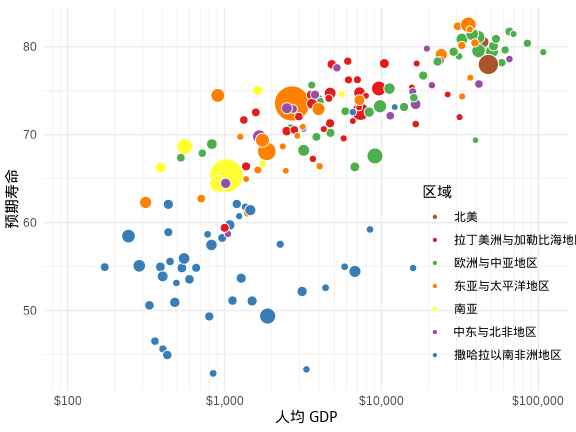 80
70
60
50
预期寿命
$100
$1,000
$10,000
$100,000
人均 GDP
区域
北美
拉丁美洲与加勒比海地
欧洲与中亚地区
东亚与太平洋地区
南亚
中东与北非地区
撒哈拉以南非洲地区